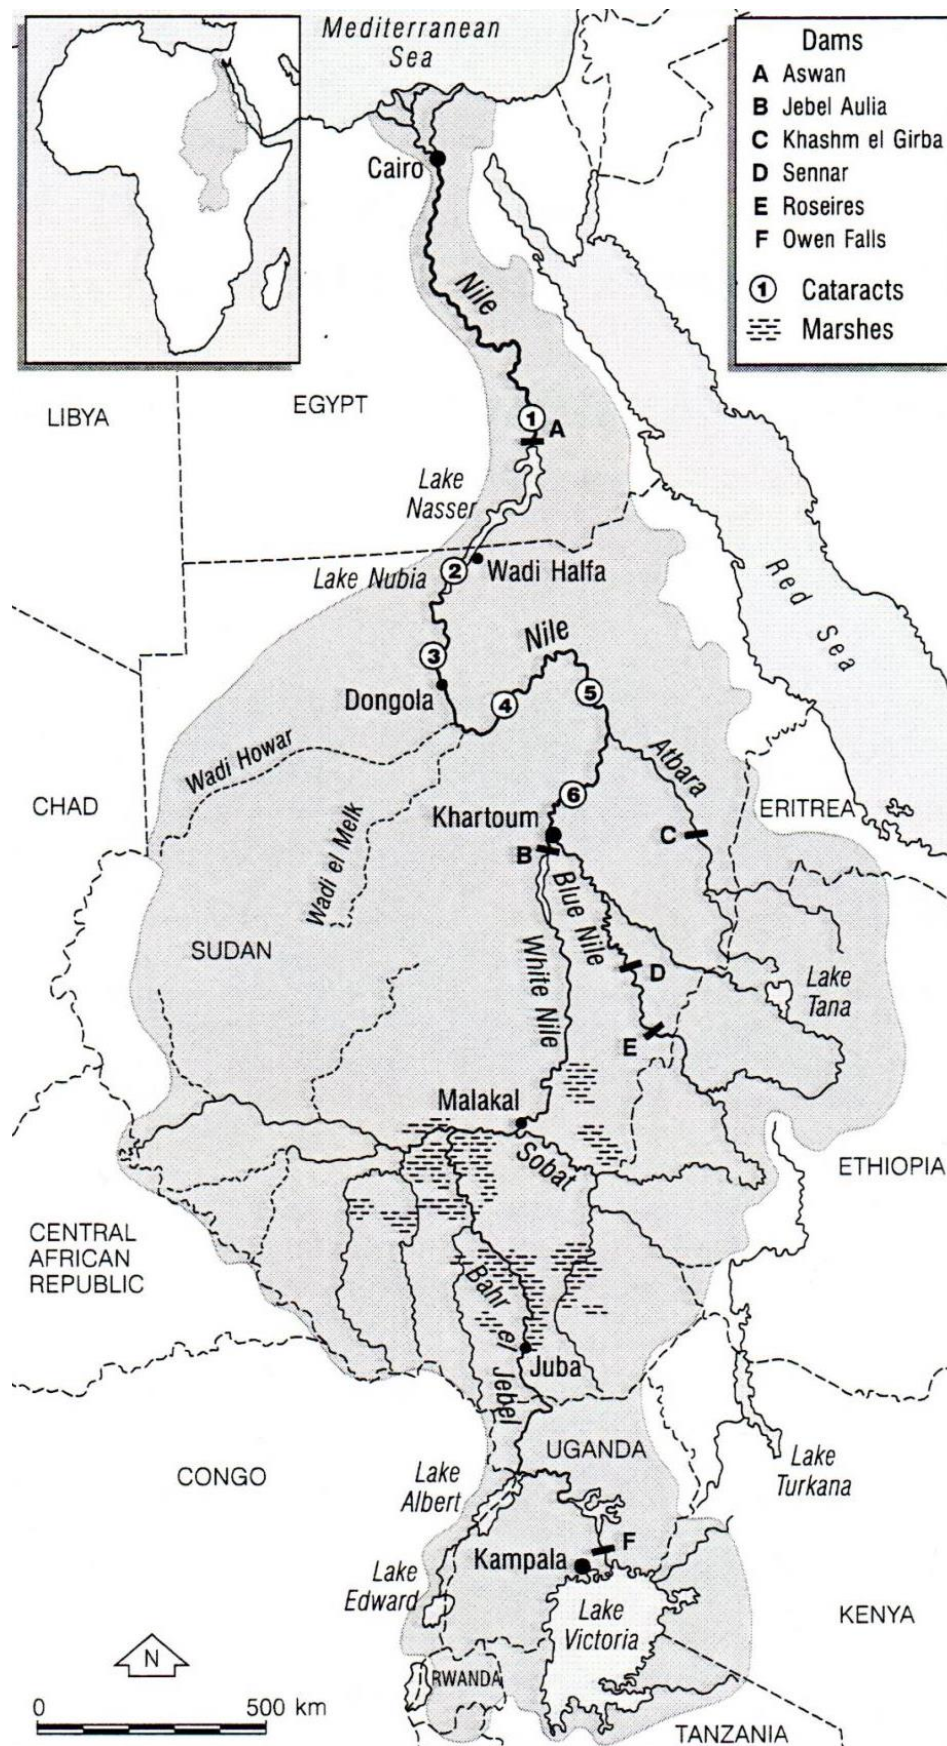 Mediterranean
Sea
Dams
A Aswan
B Jebel Aulia
C Khashm el Girba
D Sennar
E Roseires
F Owen Falls
1 Cataracts
Marshes
Cairo
Nile
LIBYA
EGYPT
1
A
Lake
Nasser
2
Wadi Halfa
Lake Nubia
Red Sea
Nile
3
Dongola
4
5
Wadi Howar
Atbara
CHAD
6
ERITREA
Khartoum
C
B
Wadi el Melk
Blue Nile
SUDAN
White Nile
D
Lake
Tana
E
Malakal
Sobat
ETHIOPIA
CENTRAL
AFRICAN
REPUBLIC
Bahr el Jebel
Juba
UGANDA
CONGO
Lake
Albert
Lake
Turkana
F
Kampala
Lake
Edward
Lake
Victoria
KENYA
N
RWANDA
0 500 km
TANZANIA